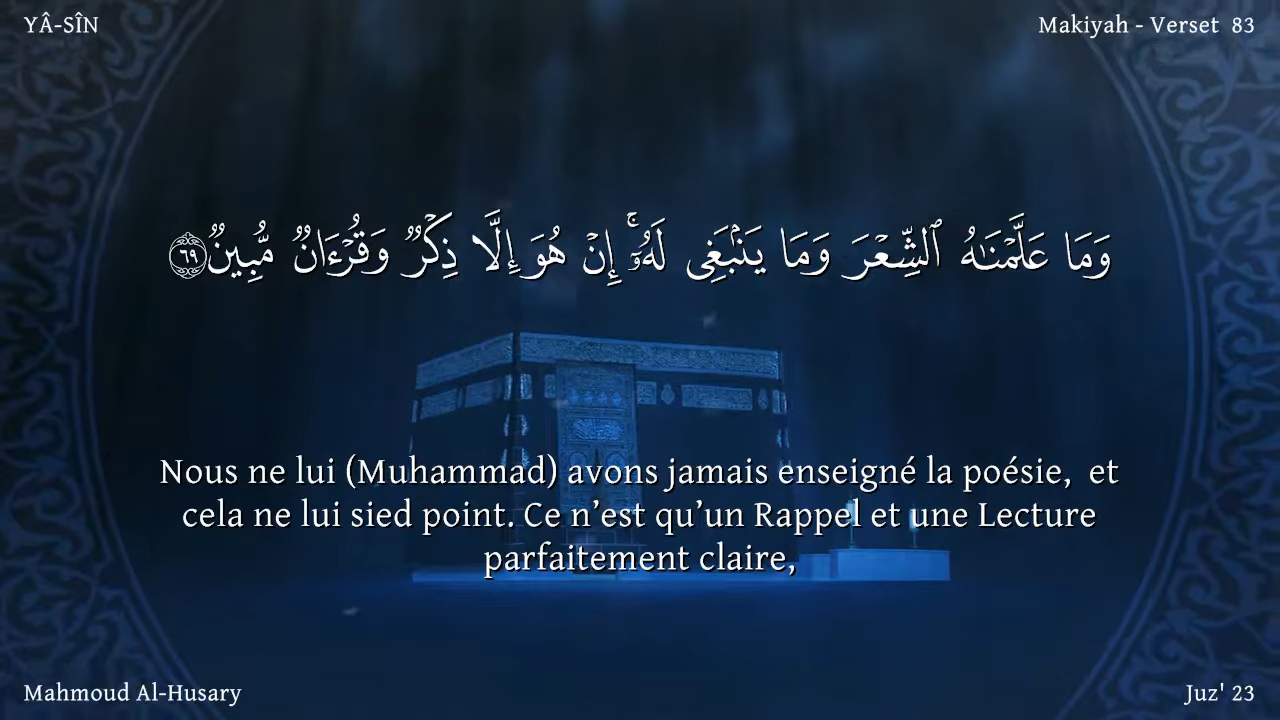 YÂ-SÎN
Makiyah - Verset 83
وَمَا عَلَّمْنَـٰهُ ٱلشِّعْرَ وَمَا يَنۢبَغِى لَهُۥٓ ۚ إِنْ هُوَ إِلَّا ذِكْرٌ وَقُرْءَانٌ مُّبِينٌ ٦٩
Nous ne lui (Muhammad) avons jamais enseigné la poésie, et
cela ne lui sied point. Ce n’est qu’un Rappel et une Lecture
parfaitement claire,
Mahmoud Al-Husary
Juz' 23